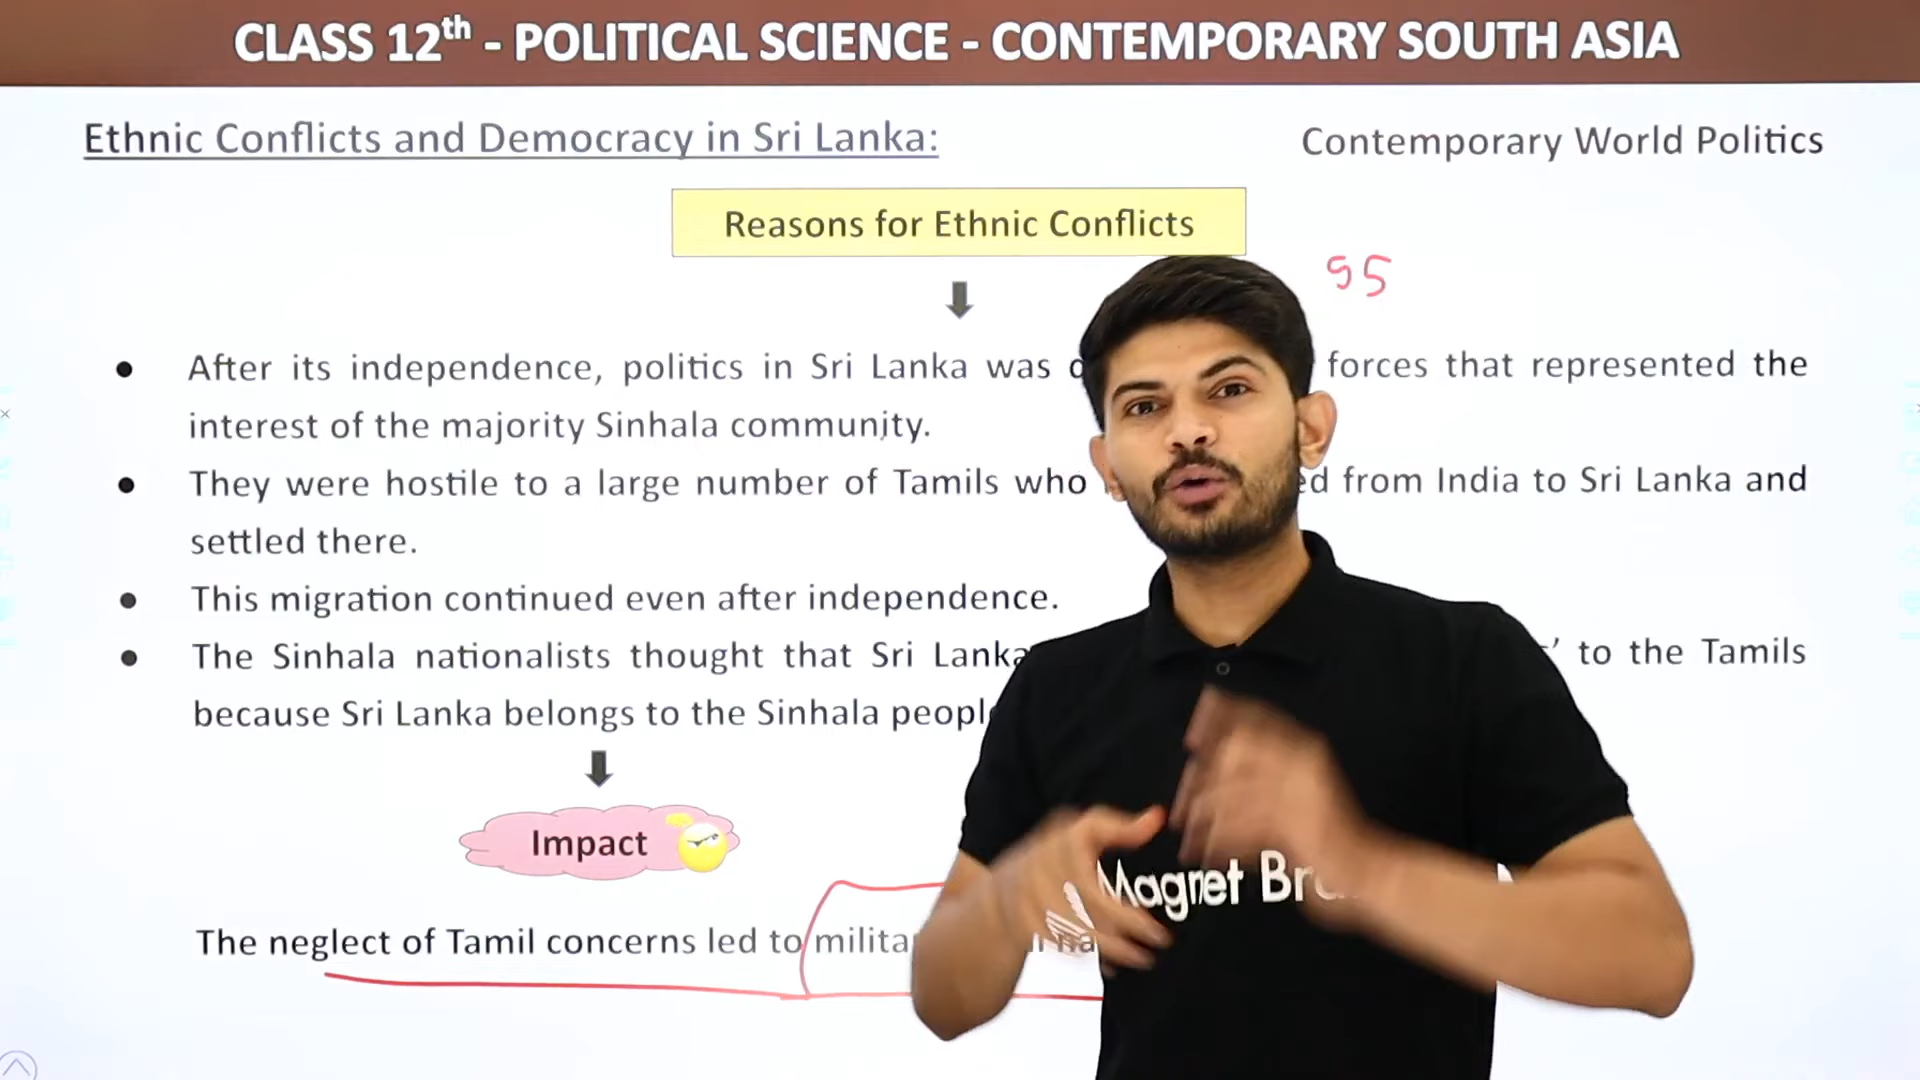 CLASS 12th - POLITICAL SCIENCE - CONTEMPORARY SOUTH ASIA
Ethnic Conflicts and Democracy in Sri Lanka:
Contemporary World Politics
Reasons for Ethnic Conflicts
95
After its independence, politics in Sri Lanka was forces that represented the
interest of the majority Sinhala community.
They were hostile to a large number of Tamils who from India to Sri Lanka and
settled there.
This migration continued even after independence.
The Sinhala nationalists thought that Sri Lanka to the Tamils
because Sri Lanka belongs to the Sinhala
Impact
The neglect of Tamil concerns led to
Magnet